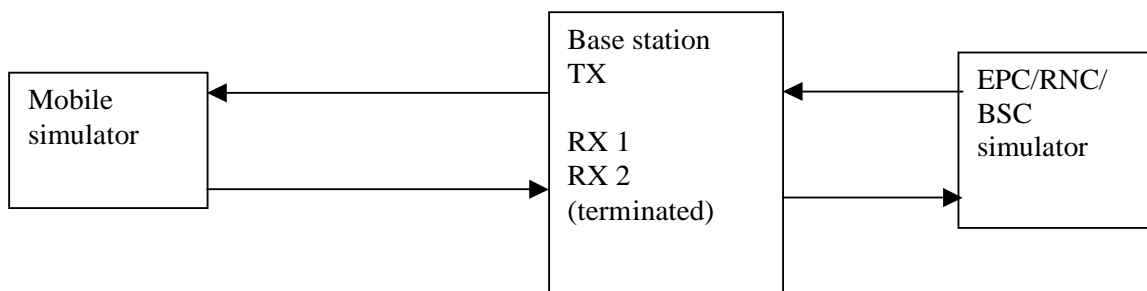 Mobile
simulator
Base station
TX
RX 1
RX 2
(terminated)
EPC/RNC/
BSC
simulator